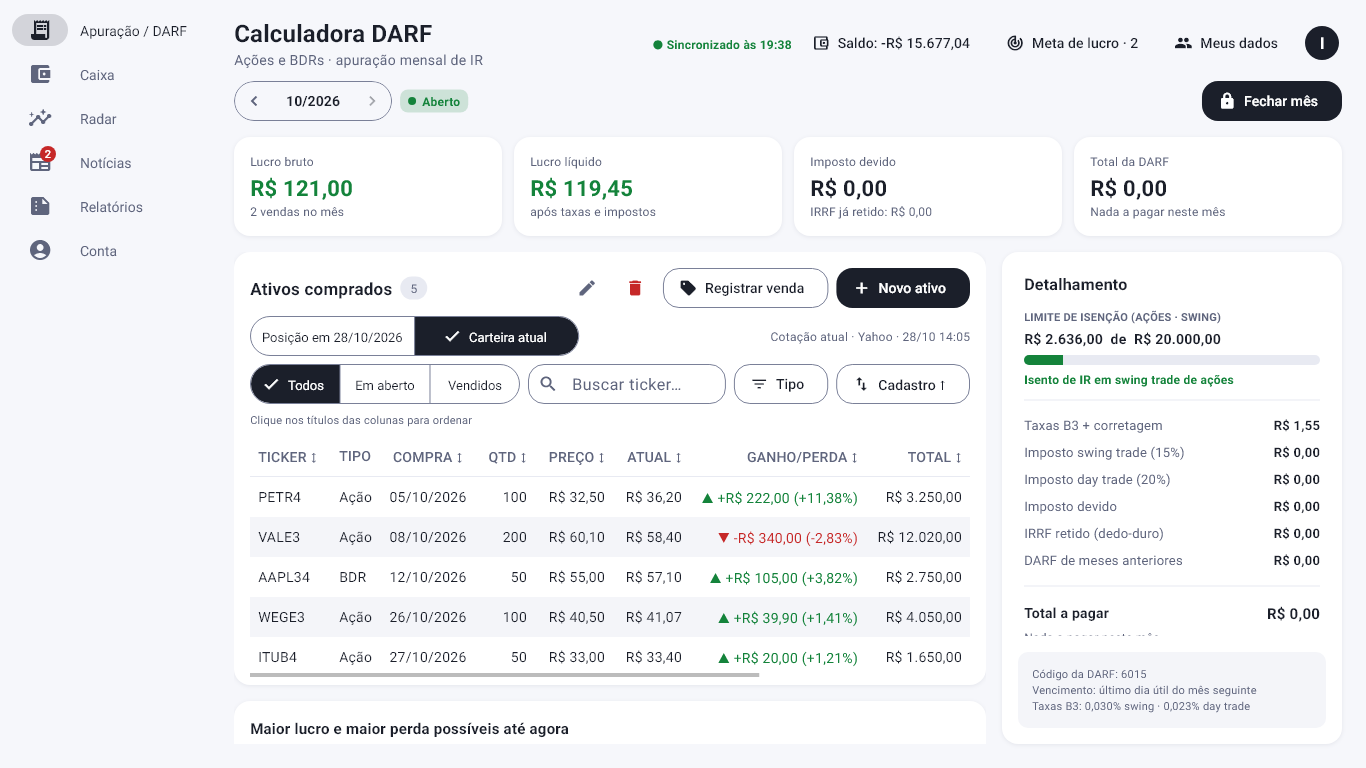 Apuração / DARF
Caixa
Radar
2
Notícias
Relatórios
Conta
Calculadora DARF
Ações e BDRs · apuração mensal de IR
Sincronizado às 19:38
Saldo: -R$ 15.677,04
Meta de lucro · 2
Meus dados
I
10/2026
Aberto
Fechar mês
Lucro bruto
R$ 121,00
2 vendas no mês
Lucro líquido
R$ 119,45
após taxas e impostos
Imposto devido
R$ 0,00
IRRF já retido: R$ 0,00
Total da DARF
R$ 0,00
Nada a pagar neste mês
Ativos comprados 5
Registrar venda
Novo ativo
Posição em 28/10/2026
Carteira atual
Cotação atual · Yahoo · 28/10 14:05
Todos
Em aberto
Vendidos
Buscar ticker...
Tipo
Cadastro ↑
Clique nos títulos das colunas para ordenar
TICKER ↕ TIPO COMPRA ↕ QTD ↕ PREÇO ↕ ATUAL ↕ GANHO/PERDA ↕ TOTAL ↕
PETR4 Ação 05/10/2026 100 R$ 32,50 R$ 36,20 ▲ +R$ 222,00 (+11,38%) R$ 3.250,00
VALE3 Ação 08/10/2026 200 R$ 60,10 R$ 58,40 ▼ -R$ 340,00 (-2,83%) R$ 12.020,00
AAPL34 BDR 12/10/2026 50 R$ 55,00 R$ 57,10 ▲ +R$ 105,00 (+3,82%) R$ 2.750,00
WEGE3 Ação 26/10/2026 100 R$ 40,50 R$ 41,07 ▲ +R$ 39,90 (+1,41%) R$ 4.050,00
ITUB4 Ação 27/10/2026 50 R$ 33,00 R$ 33,40 ▲ +R$ 20,00 (+1,21%) R$ 1.650,00
Maior lucro e maior perda possíveis até agora
Detalhamento
LIMITE DE ISENÇÃO (AÇÕES · SWING)
R$ 2.636,00 de R$ 20.000,00
Isento de IR em swing trade de ações
Taxas B3 + corretagem R$ 1,55
Imposto swing trade (15%) R$ 0,00
Imposto day trade (20%) R$ 0,00
Imposto devido R$ 0,00
IRRF retido (dedo-duro) R$ 0,00
DARF de meses anteriores R$ 0,00
Total a pagar R$ 0,00
Código da DARF: 6015
Vencimento: último dia útil do mês seguinte
Taxas B3: 0,030% swing · 0,023% day trade